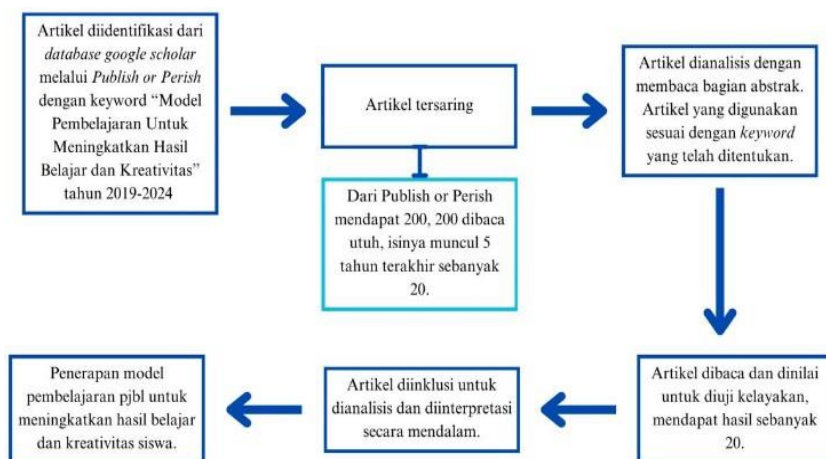 Artikel diidentifikasi dari
database google scholar
melalui Publish or Perish
dengan keyword “Model
Pembelajaran Untuk
Meningkatkan Hasil
Belajar dan Kreativitas”
tahun 2019-2024
Artikel tersaring
Dari Publish or Perish
mendapat 200, 200 dibaca
utuh, isinya muncul 5
tahun terakhir sebanyak
20.
Artikel dianalisis dengan
membaca bagian abstrak.
Artikel yang digunakan
sesuai dengan keyword
yang telah ditentukan.
Artikel dibaca dan dinilai
untuk diuji kelayakan,
mendapat hasil sebanyak
20.
Artikel diinklusi untuk
dianalisis dan diinterpretasi
secara mendalam.
Penerapan model
pembelajaran pjbl untuk
meningkatkan hasil belajar
dan kreativitas siswa.